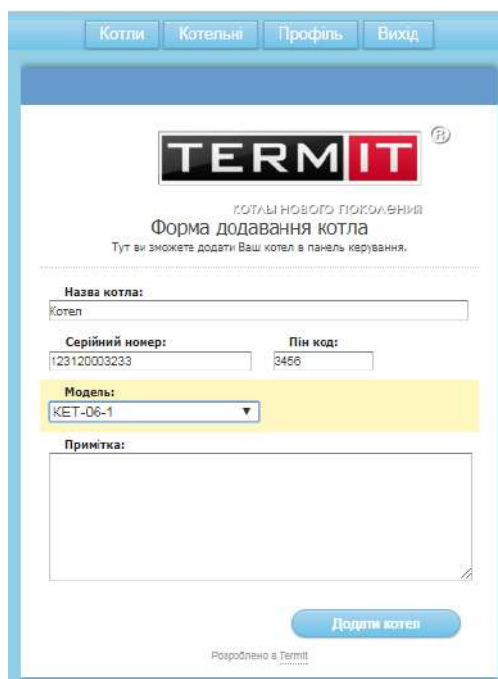 Котли Котельні Профіль Вихід
TERMIT ®
КОТЛЫ НОВОГО ПОКОЛЕНИЯ
Форма додавання котла
Тут ви зможете додати Ваш котел в панель керування.
Назва котла:
Котел
Серійний номер: Пін код:
123120003233 3456
Модель:
КЕТ-06-1
Примітка:
Додати котел
Розроблено в Termit